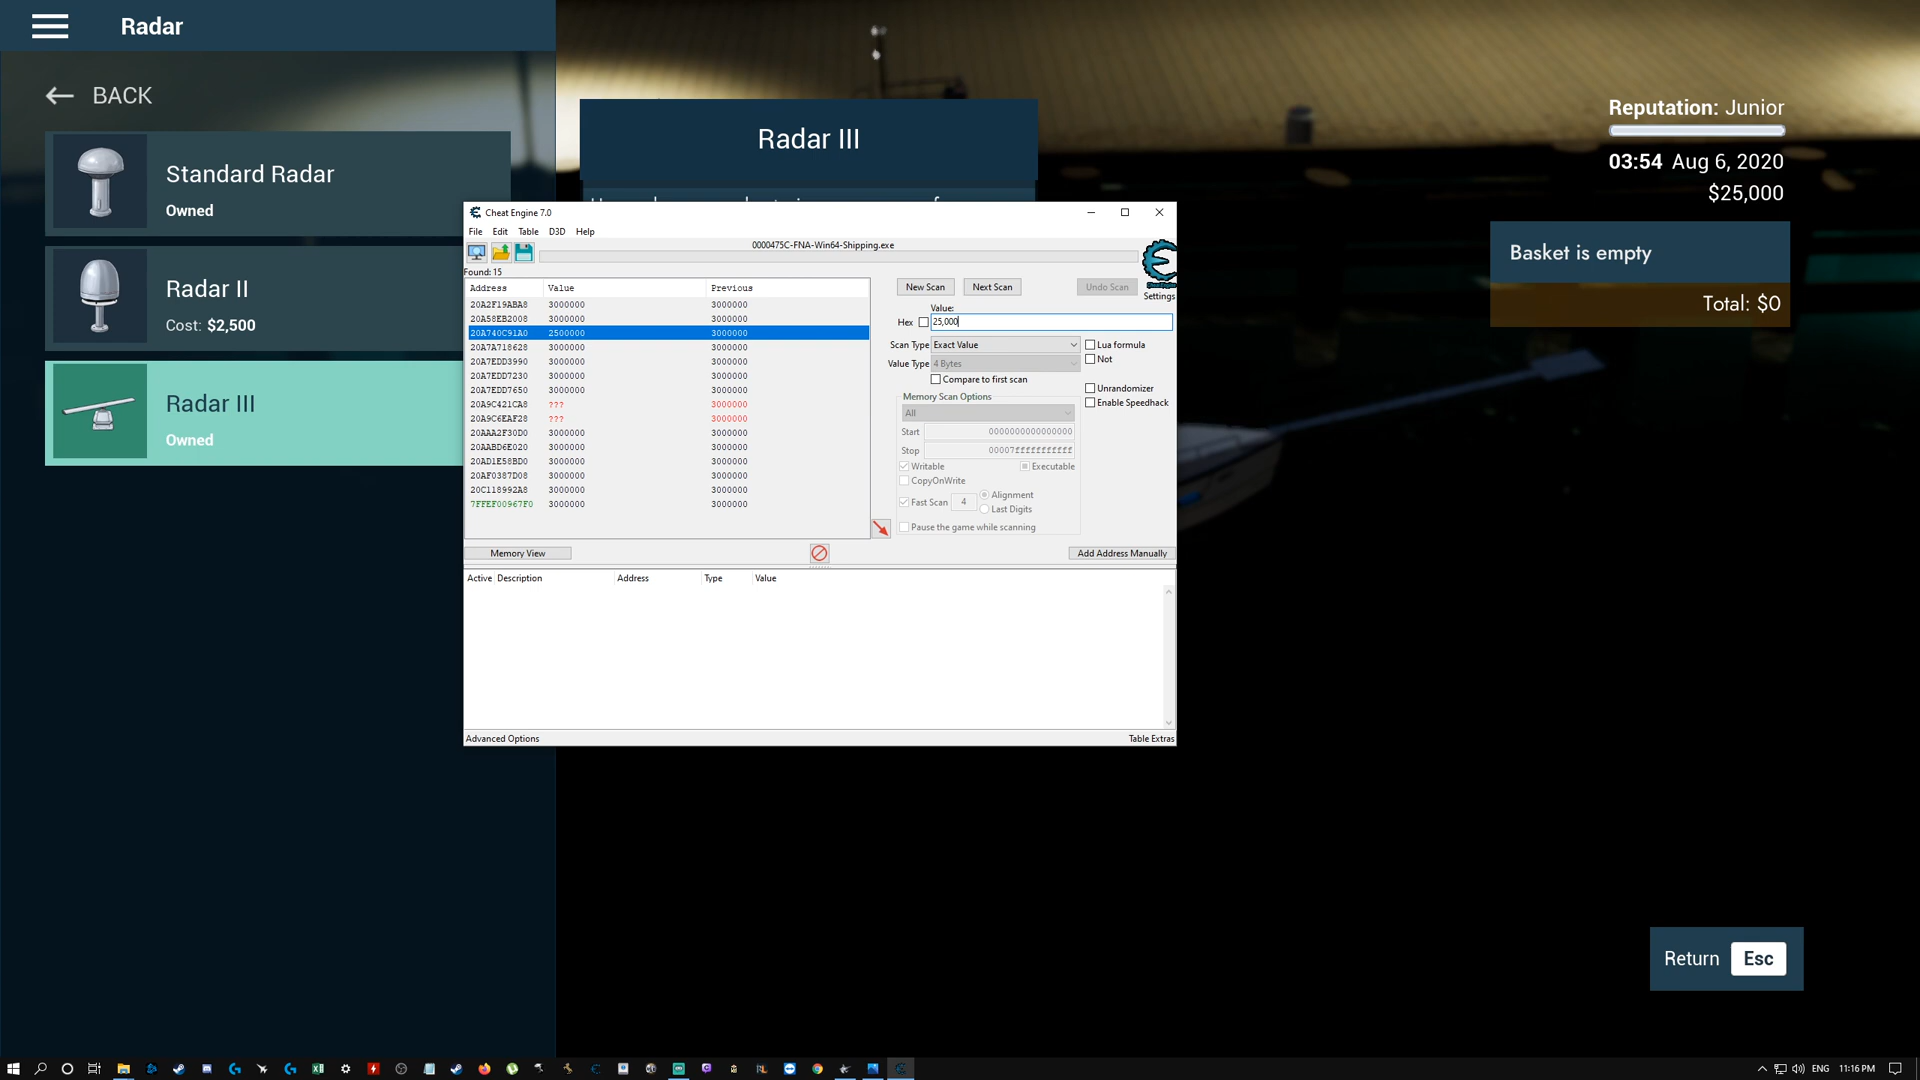 Radar
BACK
Standard Radar
Owned
Radar II
Cost: $2,500
Radar III
Owned
Radar III
Reputation: Junior
03:54 Aug 6, 2020
$25,000
Basket is empty
Total: $0
Return Esc
Cheat Engine 7.0
File Edit Table D3D Help
0000475C-FNA-Win64-Shipping.exe
Found: 15
Address Value Previous
20A2F19ABA8 3000000 3000000
20A58EB2008 3000000 3000000
20A740C91A0 2500000 3000000
20A7A718628 3000000 3000000
20A7EDD3990 3000000 3000000
20A7EDD7230 3000000 3000000
20A7EDD7650 3000000 3000000
20A9C421CA8 ??? 3000000
20A9C6EAF28 ??? 3000000
20AAA2F30D0 3000000 3000000
20AABD6E020 3000000 3000000
20AD1E58BD0 3000000 3000000
20AF0387D08 3000000 3000000
20C118992A8 3000000 3000000
7FFEF00967F0 3000000 3000000
New Scan Next Scan Undo Scan
Settings
Value:
Hex 25,000
Scan Type Exact Value Lua formula
Not
Value Type 4 Bytes
Compare to first scan
Unrandomizer
Enable Speedhack
Memory Scan Options
All
Start 0000000000000000
Stop 00007fffffffffff
Writable Executable
CopyOnWrite
Fast Scan 4 Alignment
Last Digits
Pause the game while scanning
Memory View Add Address Manually
Active Description Address Type Value
Advanced Options Table Extras
ENG 11:16 PM